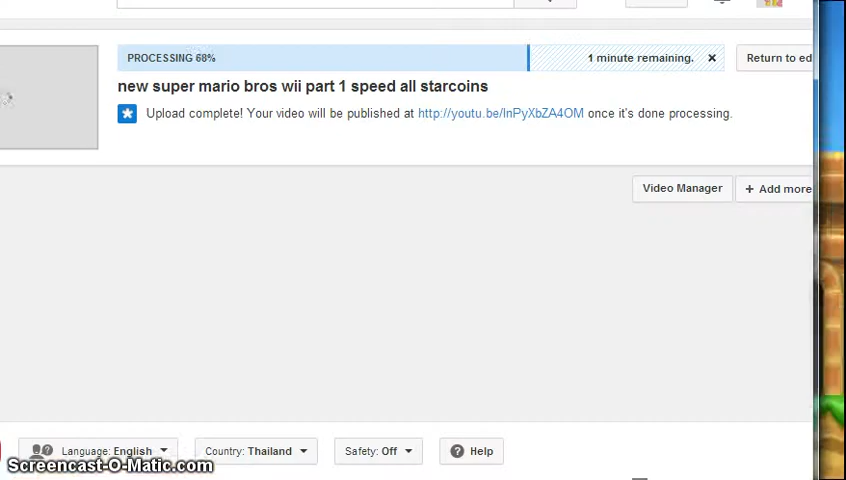 PROCESSING 68%
1 minute remaining.
Return to ed
new super mario bros wii part 1 speed all starcoins
Upload complete! Your video will be published at http://youtu.be/lnPyXbZA4OM once it's done processing.
Video Manager
+ Add more
Language: English
Country: Thailand
Safety: Off
Help
Screencast-O-Matic.com